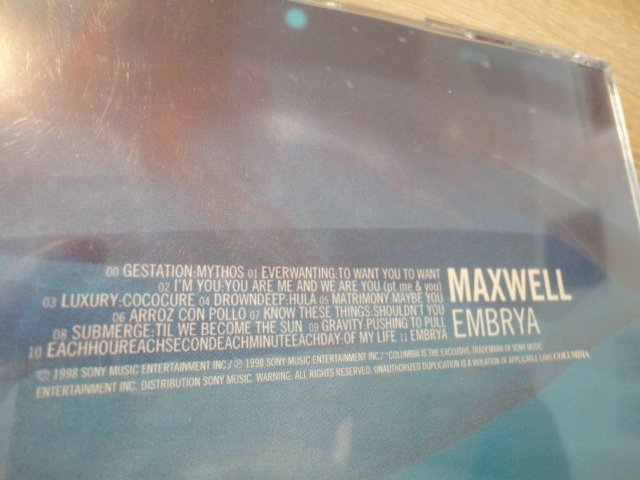 00 GESTATION:MYTHOS 01 EVERWANTING:TO WANT YOU TO WANT
02 I'M YOU:YOU ARE ME AND WE ARE YOU (pt. me & you)
03 LUXURY:COCOCURE 04 DROWNDEEP:HULA 05 MATRIMONY:MAYBE YOU
06 ARROZ CON POLLO 07 KNOW THESE THINGS:SHOULDN'T YOU
08 SUBMERGE:TIL WE BECOME THE SUN 09 GRAVITY:PUSHING TO PULL
10 EACHHOUREACHSECONDEACHMINUTEEACHDAY:OF MY LIFE 11 EMBRYA
MAXWELL
EMBRYA
© 1998 SONY MUSIC ENTERTAINMENT INC./ ℗ 1998 SONY MUSIC ENTERTAINMENT INC./ "COLUMBIA IS THE EXCLUSIVE TRADEMARK OF SONY MUSIC
ENTERTAINMENT INC. DISTRIBUTION SONY MUSIC. WARNING: ALL RIGHTS RESERVED. UNAUTHORIZED DUPLICATION IS A VIOLATION OF APPLICABLE LAWS. COLUMBIA